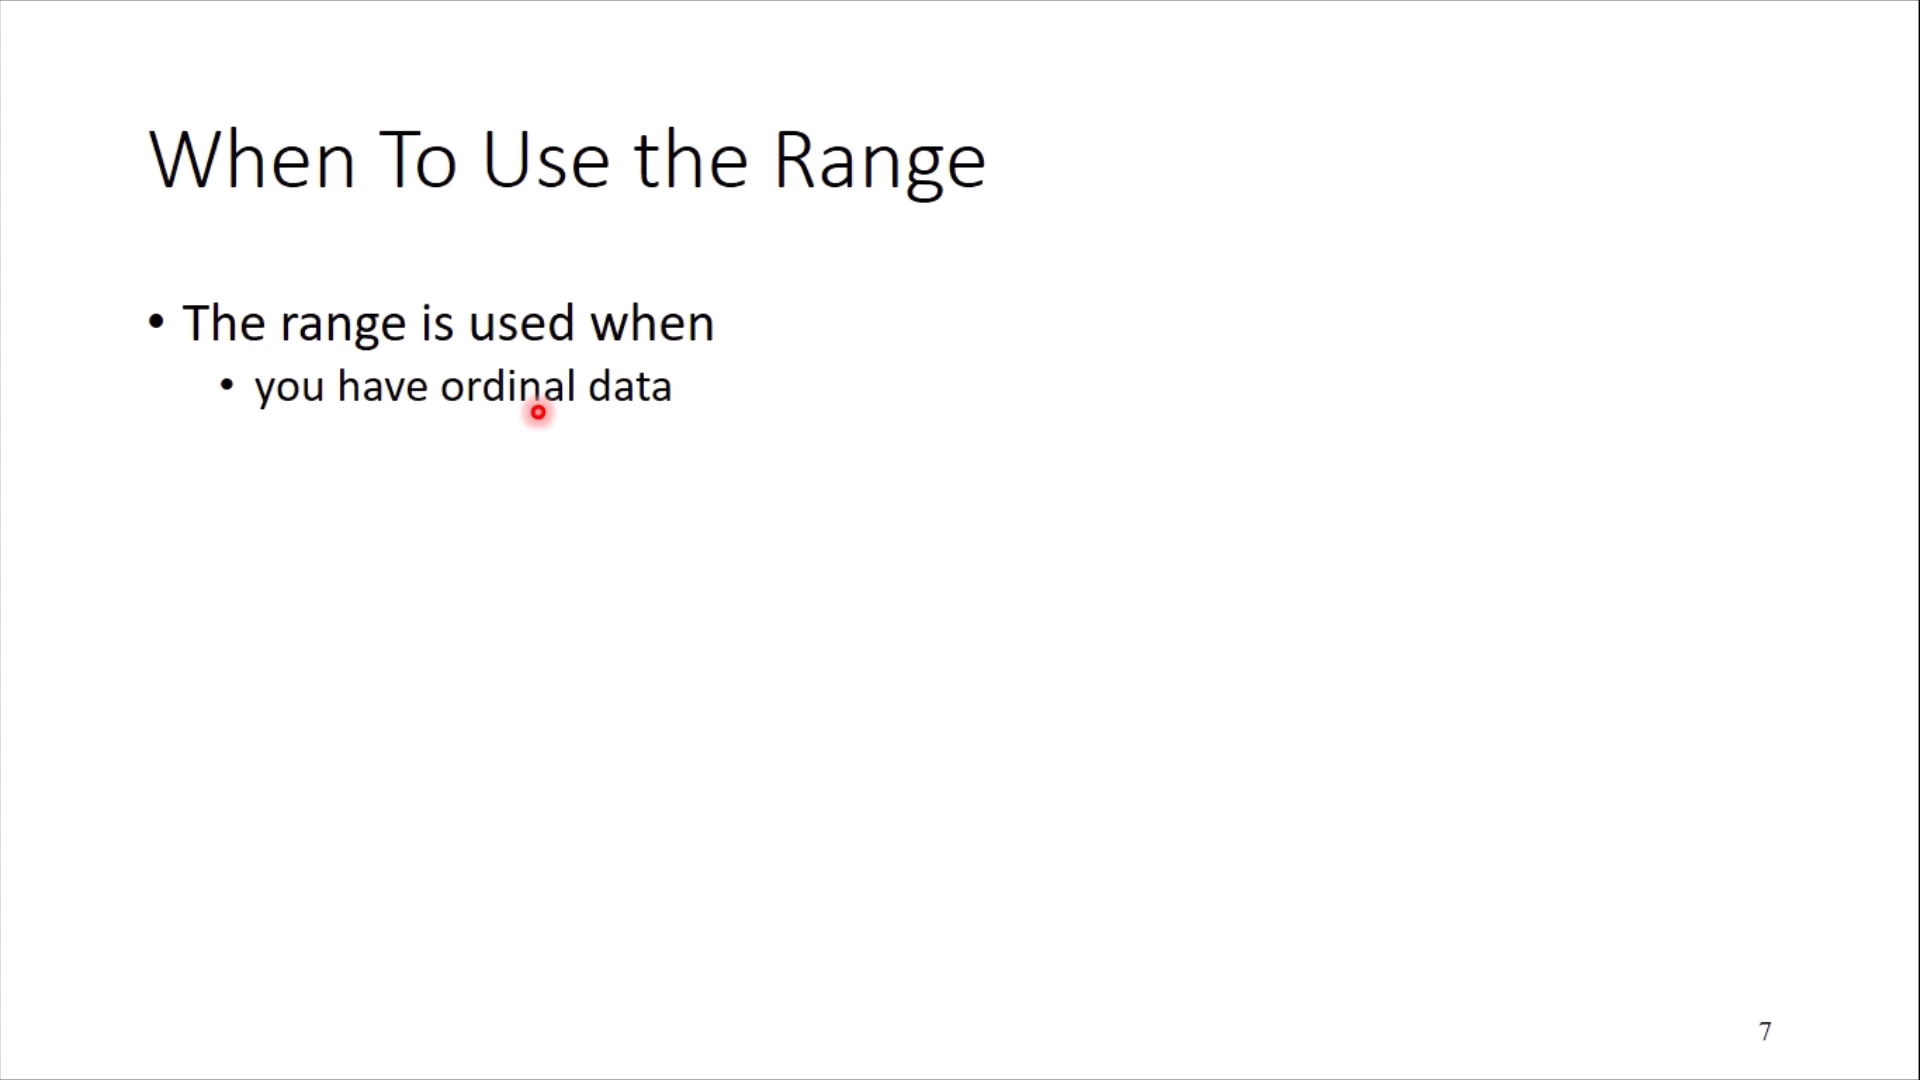 When To Use the Range
• The range is used when
• you have ordinal data
7